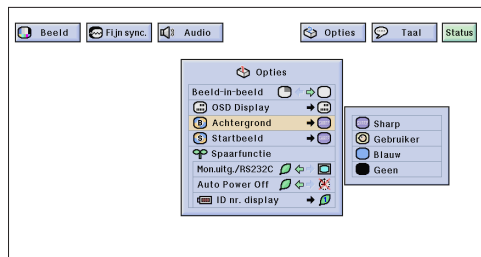 Beeld
Fijn sync.
Audio
Opties
Taal
Status
Opties
Beeld-in-beeld
OSD Display
B Achtergrond
S Startbeeld
Spaarfunctie
Mon.uitg./RS232C
Auto Power Off
ID nr. display 1
Sharp
Gebruiker
Blauw
Geen